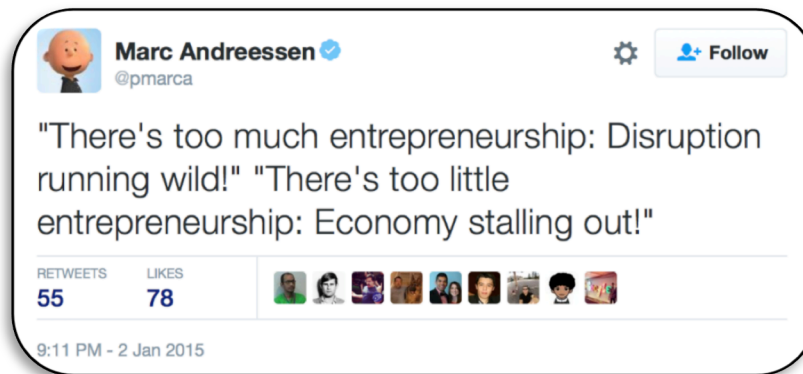 Marc Andreessen
@pmarca
Follow
"There's too much entrepreneurship: Disruption
running wild!" "There's too little
entrepreneurship: Economy stalling out!"
RETWEETS LIKES
55 78
9:11 PM - 2 Jan 2015